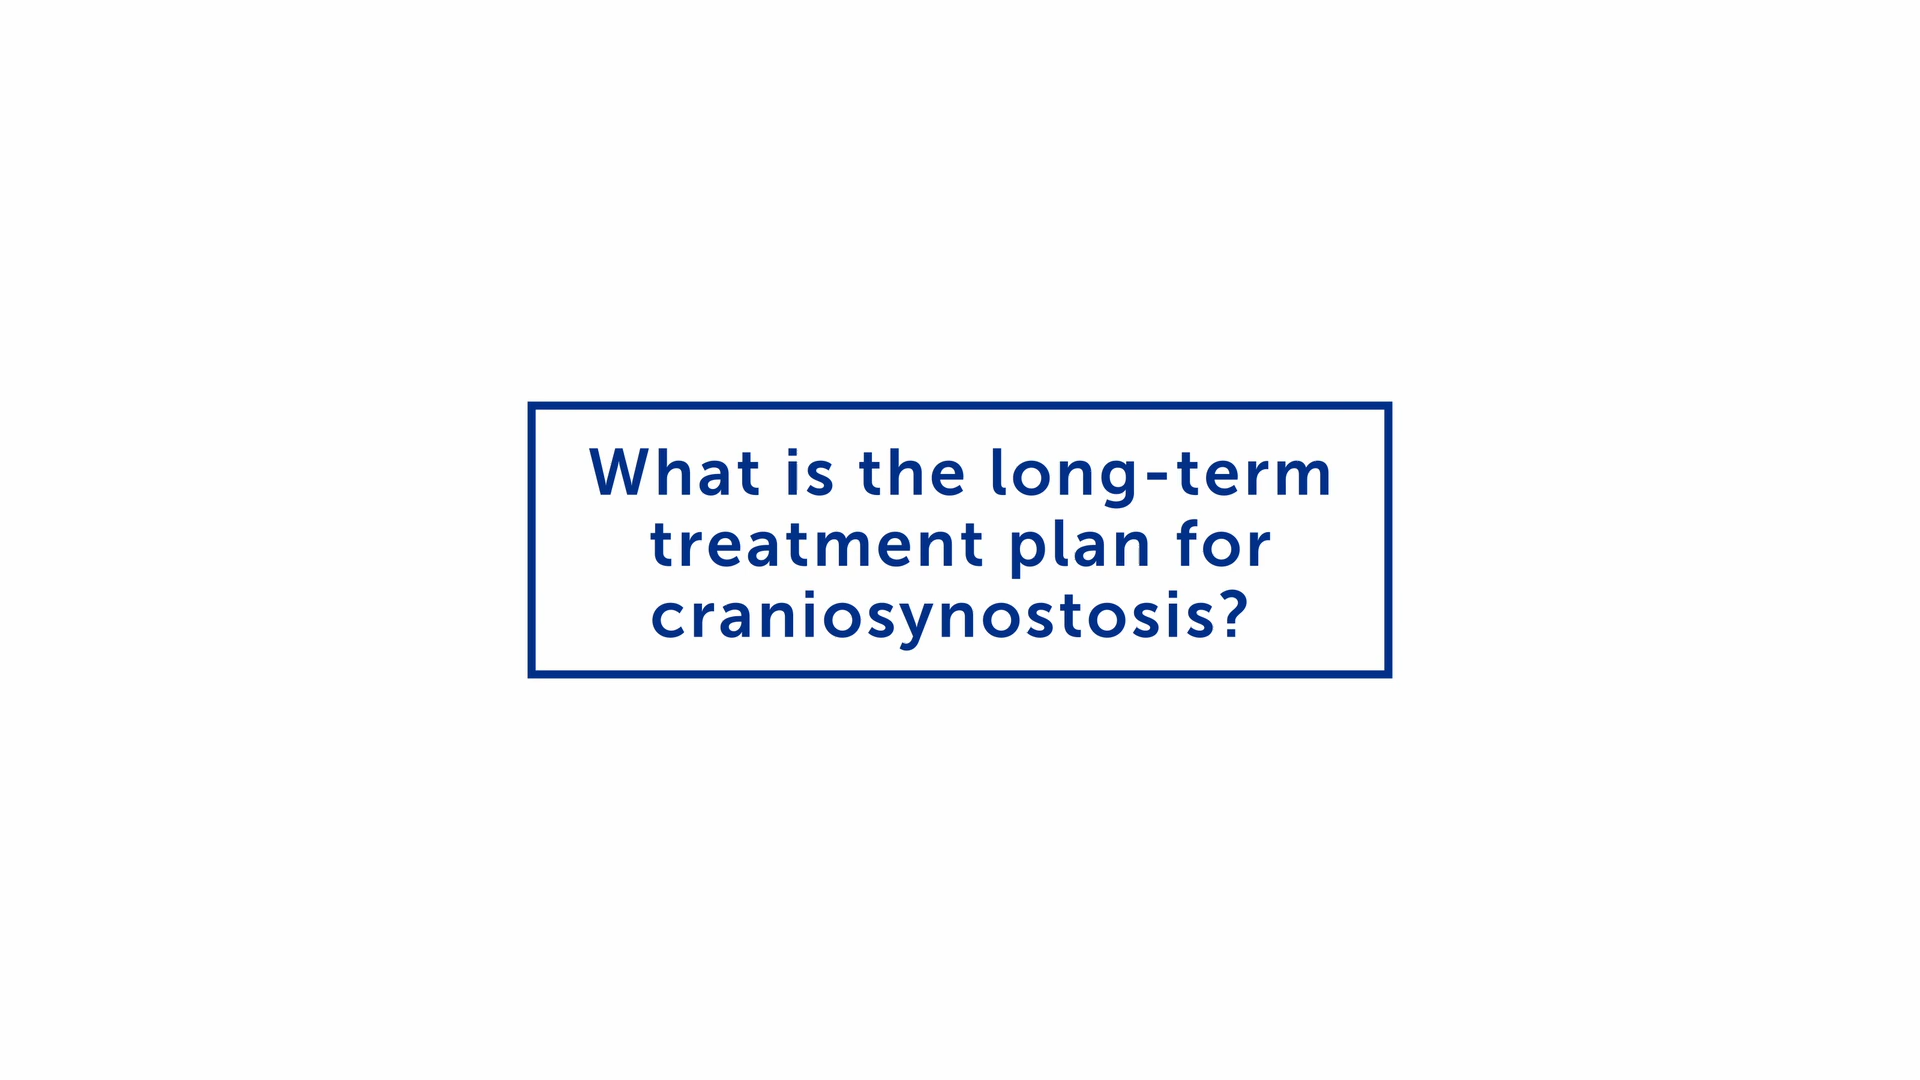 What is the long-term
treatment plan for
craniosynostosis?